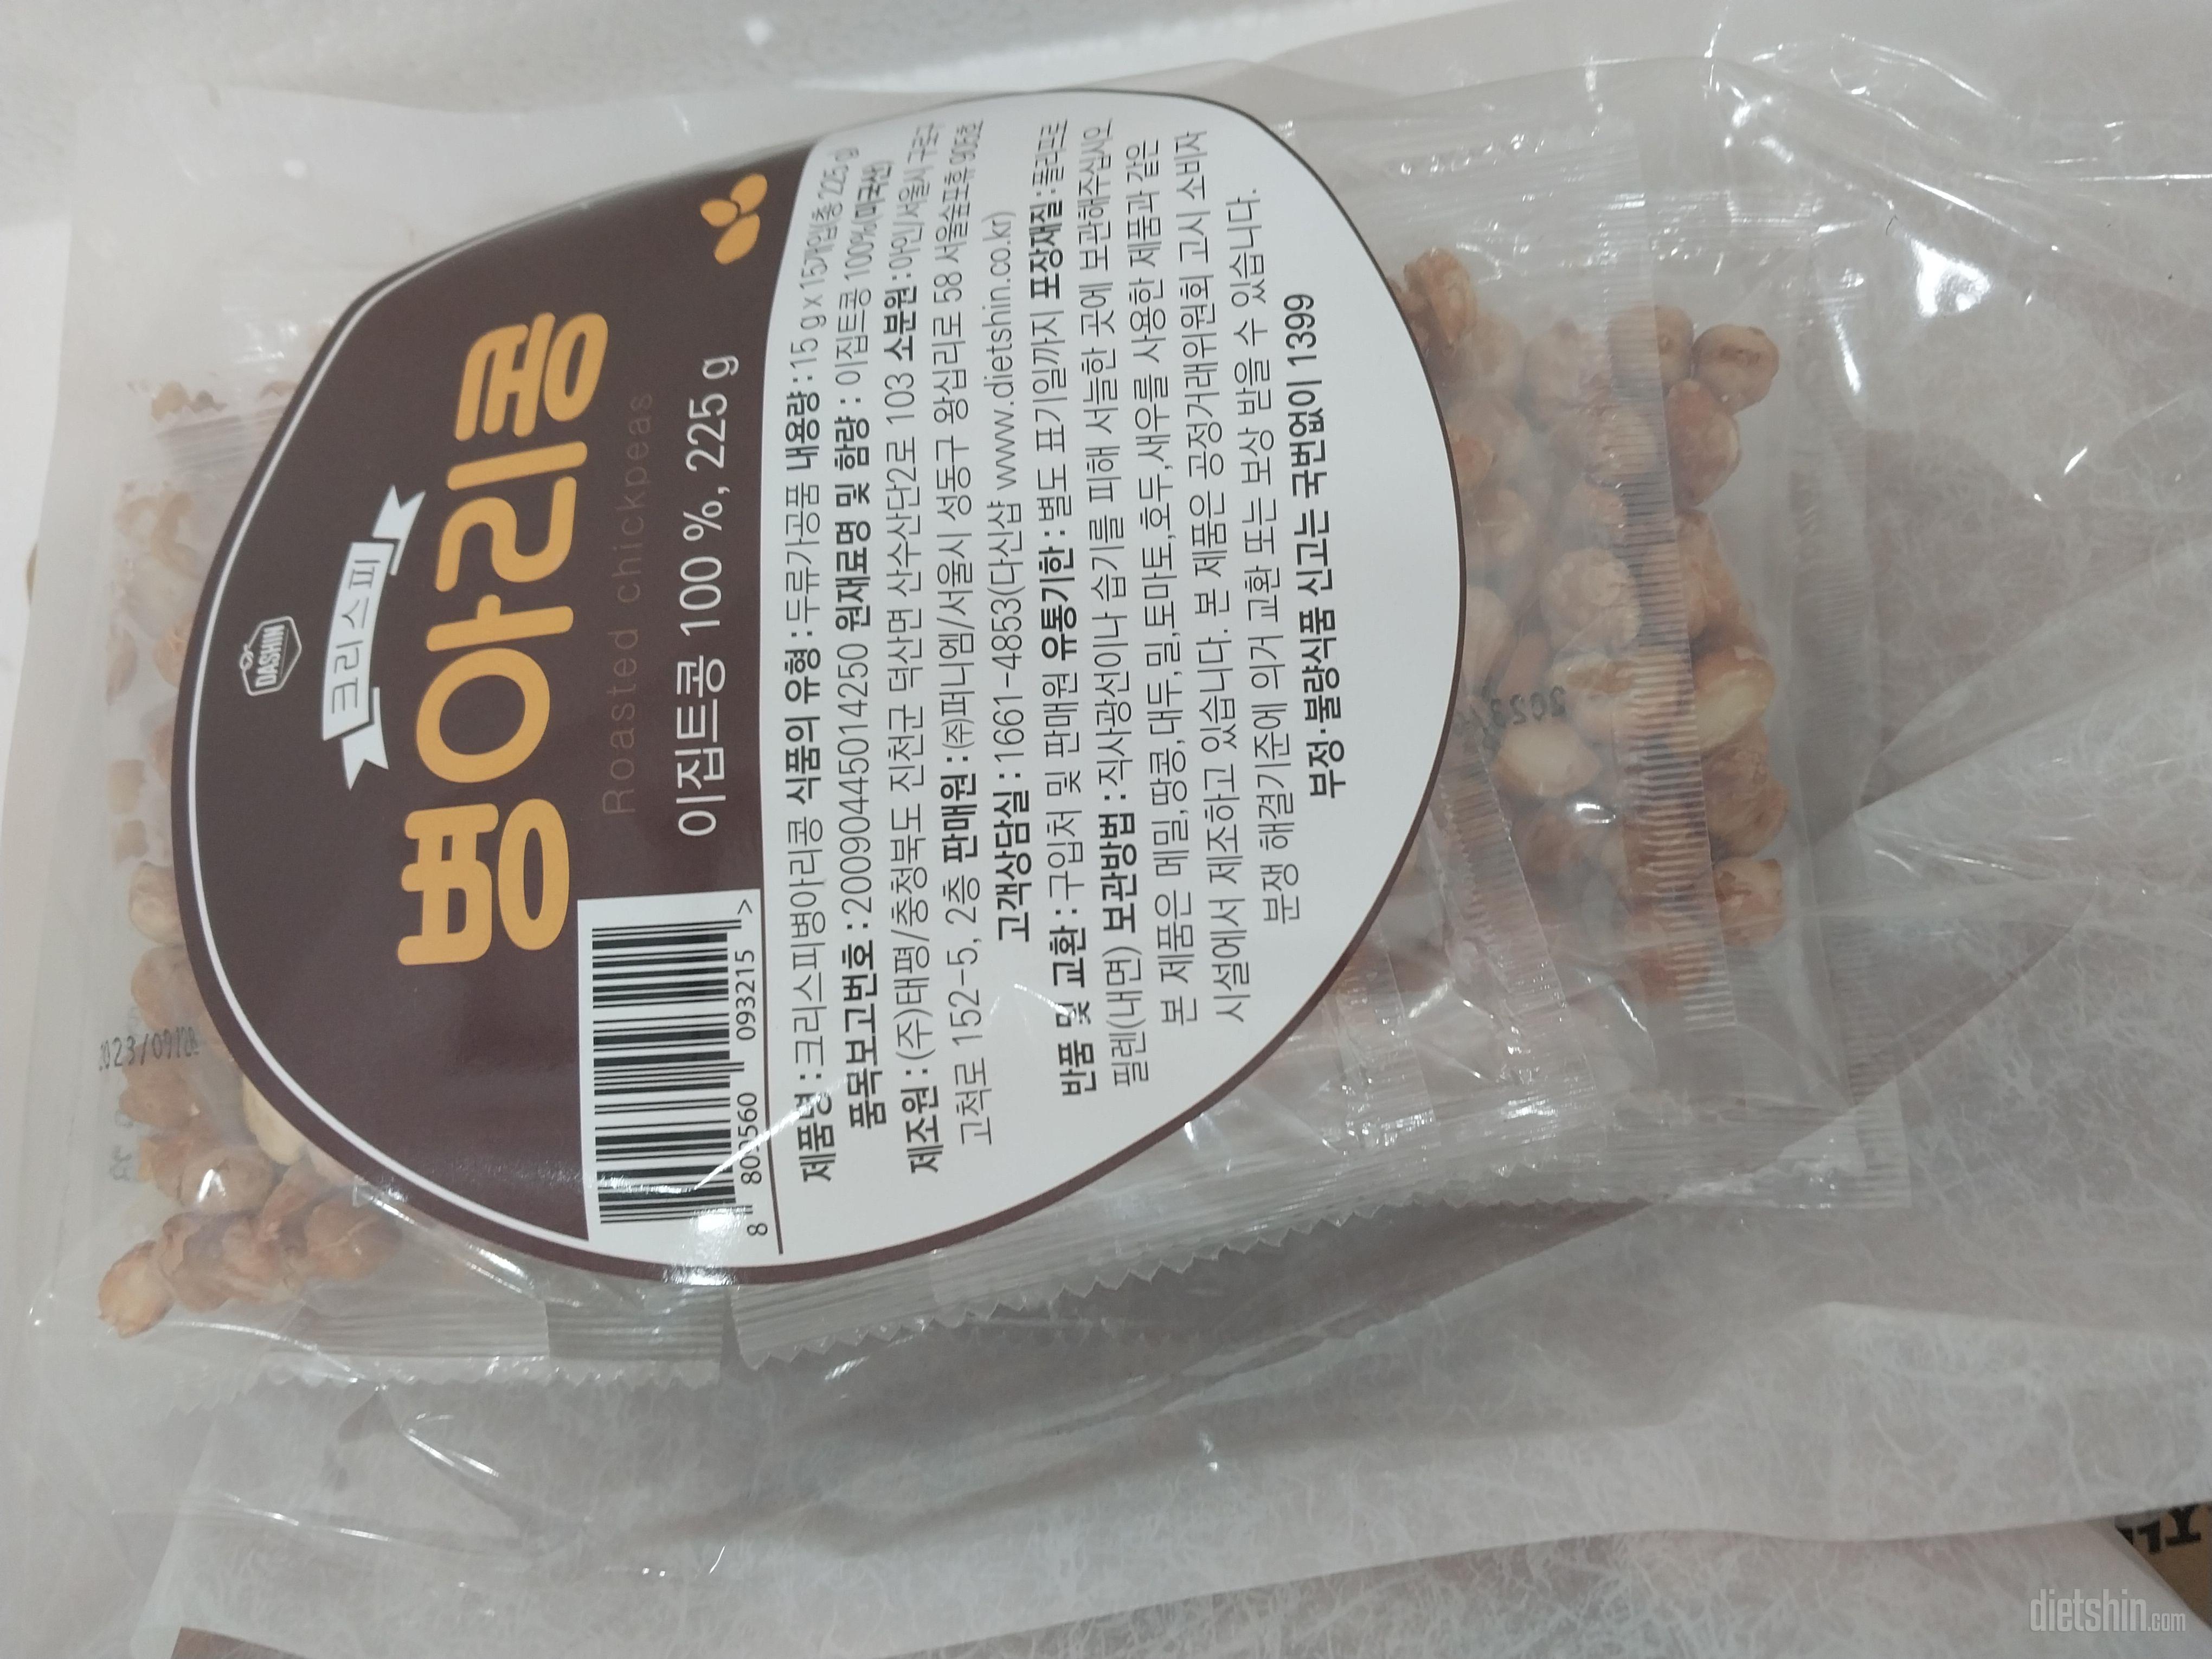 DASHIN
크리스피
병아리콩
Roasted chickpeas
이집트콩 100 %, 225 g
8 809560 093215 >
제품명 : 크리스피병아리콩 식품의 유형 : 두류가공품 내용량 : 15 g x 15개입(총 225 g)
품목보고번호 : 20090445014250 원재료명 및 함량 : 이집트콩 100%(미국산)
제조원 : (주)태평/충청북도 진천군 덕산면 산수산단2로 103 소분원 : 아인/서울시 구로구
고척로 152-5, 2층 판매원 : (주)퍼니엠/서울시 성동구 왕십리로 58 서울숲포휴 905호
고객상담실 : 1661-4853(다신샵 www.dietshin.co.kr)
반품 및 교환 : 구입처 및 판매원 유통기한 : 별도 표기일까지 포장재질 : 폴리프로
필렌(내면) 보관방법 : 직사광선이나 습기를 피해 서늘한 곳에 보관해주십시오.
본 제품은 메밀,땅콩,대두,밀,토마토,호두,새우를 사용한 제품과 같은
시설에서 제조하고 있습니다. 본 제품은 공정거래위원회 고시 소비자
분쟁 해결기준에 의거 교환 또는 보상 받을 수 있습니다.
부정·불량식품 신고는 국번없이 1399
dietshin.com